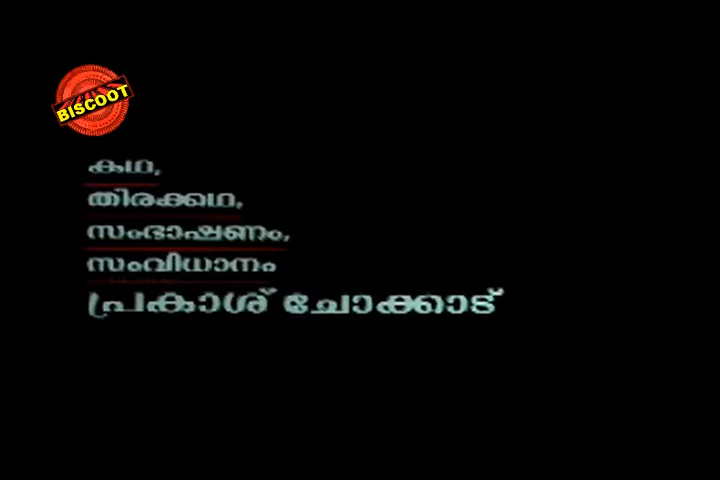 BISCOOT
കഥ,
തിരക്കഥ,
സംഭാഷണം,
സംവിധാനം
പ്രകാശ് ചോക്കാട്